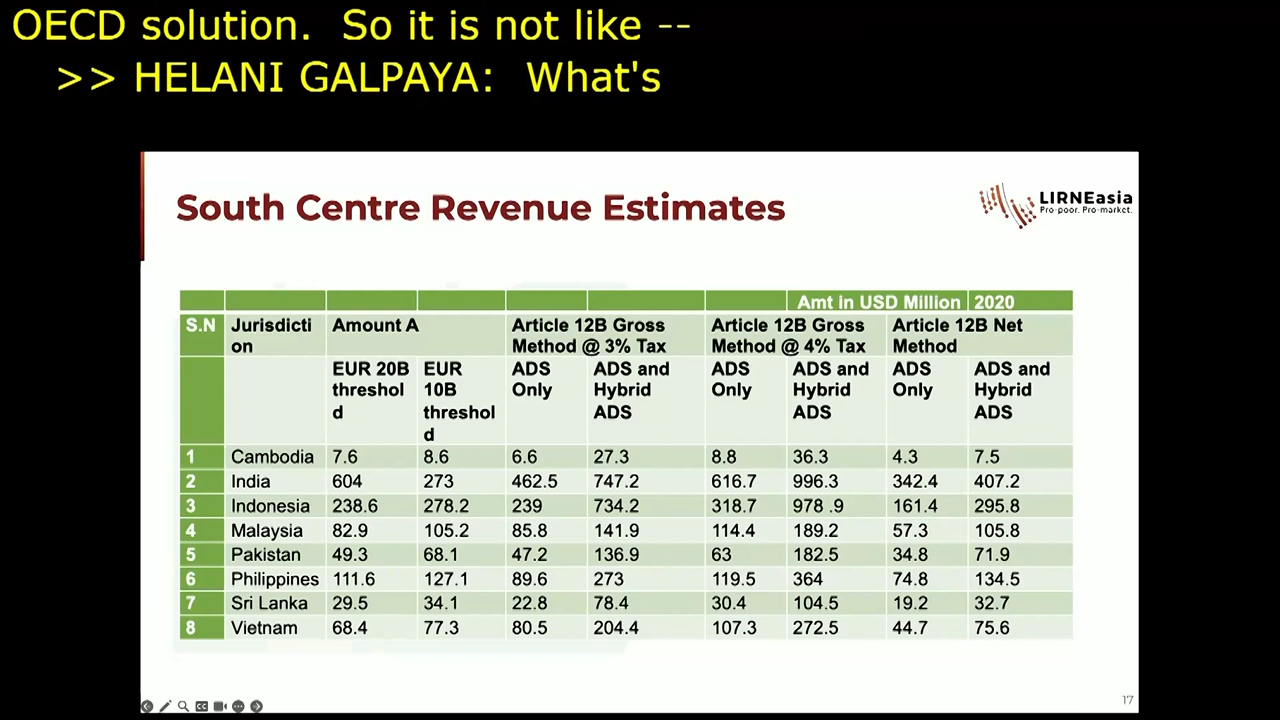 OECD solution.  So it is not like --
>> HELANI GALPAYA:  What's
South Centre Revenue Estimates
LIRNEasia
Pro-poor. Pro-market.
Amt in USD Million 2020
S.N Jurisdicti Amount A Article 12B Gross Article 12B Gross Article 12B Net
on Method @ 3% Tax Method @ 4% Tax Method
EUR 20B EUR ADS ADS and ADS ADS and ADS ADS and
threshol 10B Only Hybrid Only Hybrid Only Hybrid
d threshol ADS ADS ADS
d
1 Cambodia 7.6 8.6 6.6 27.3 8.8 36.3 4.3 7.5
2 India 604 273 462.5 747.2 616.7 996.3 342.4 407.2
3 Indonesia 238.6 278.2 239 734.2 318.7 978 .9 161.4 295.8
4 Malaysia 82.9 105.2 85.8 141.9 114.4 189.2 57.3 105.8
5 Pakistan 49.3 68.1 47.2 136.9 63 182.5 34.8 71.9
6 Philippines 111.6 127.1 89.6 273 119.5 364 74.8 134.5
7 Sri Lanka 29.5 34.1 22.8 78.4 30.4 104.5 19.2 32.7
8 Vietnam 68.4 77.3 80.5 204.4 107.3 272.5 44.7 75.6
17